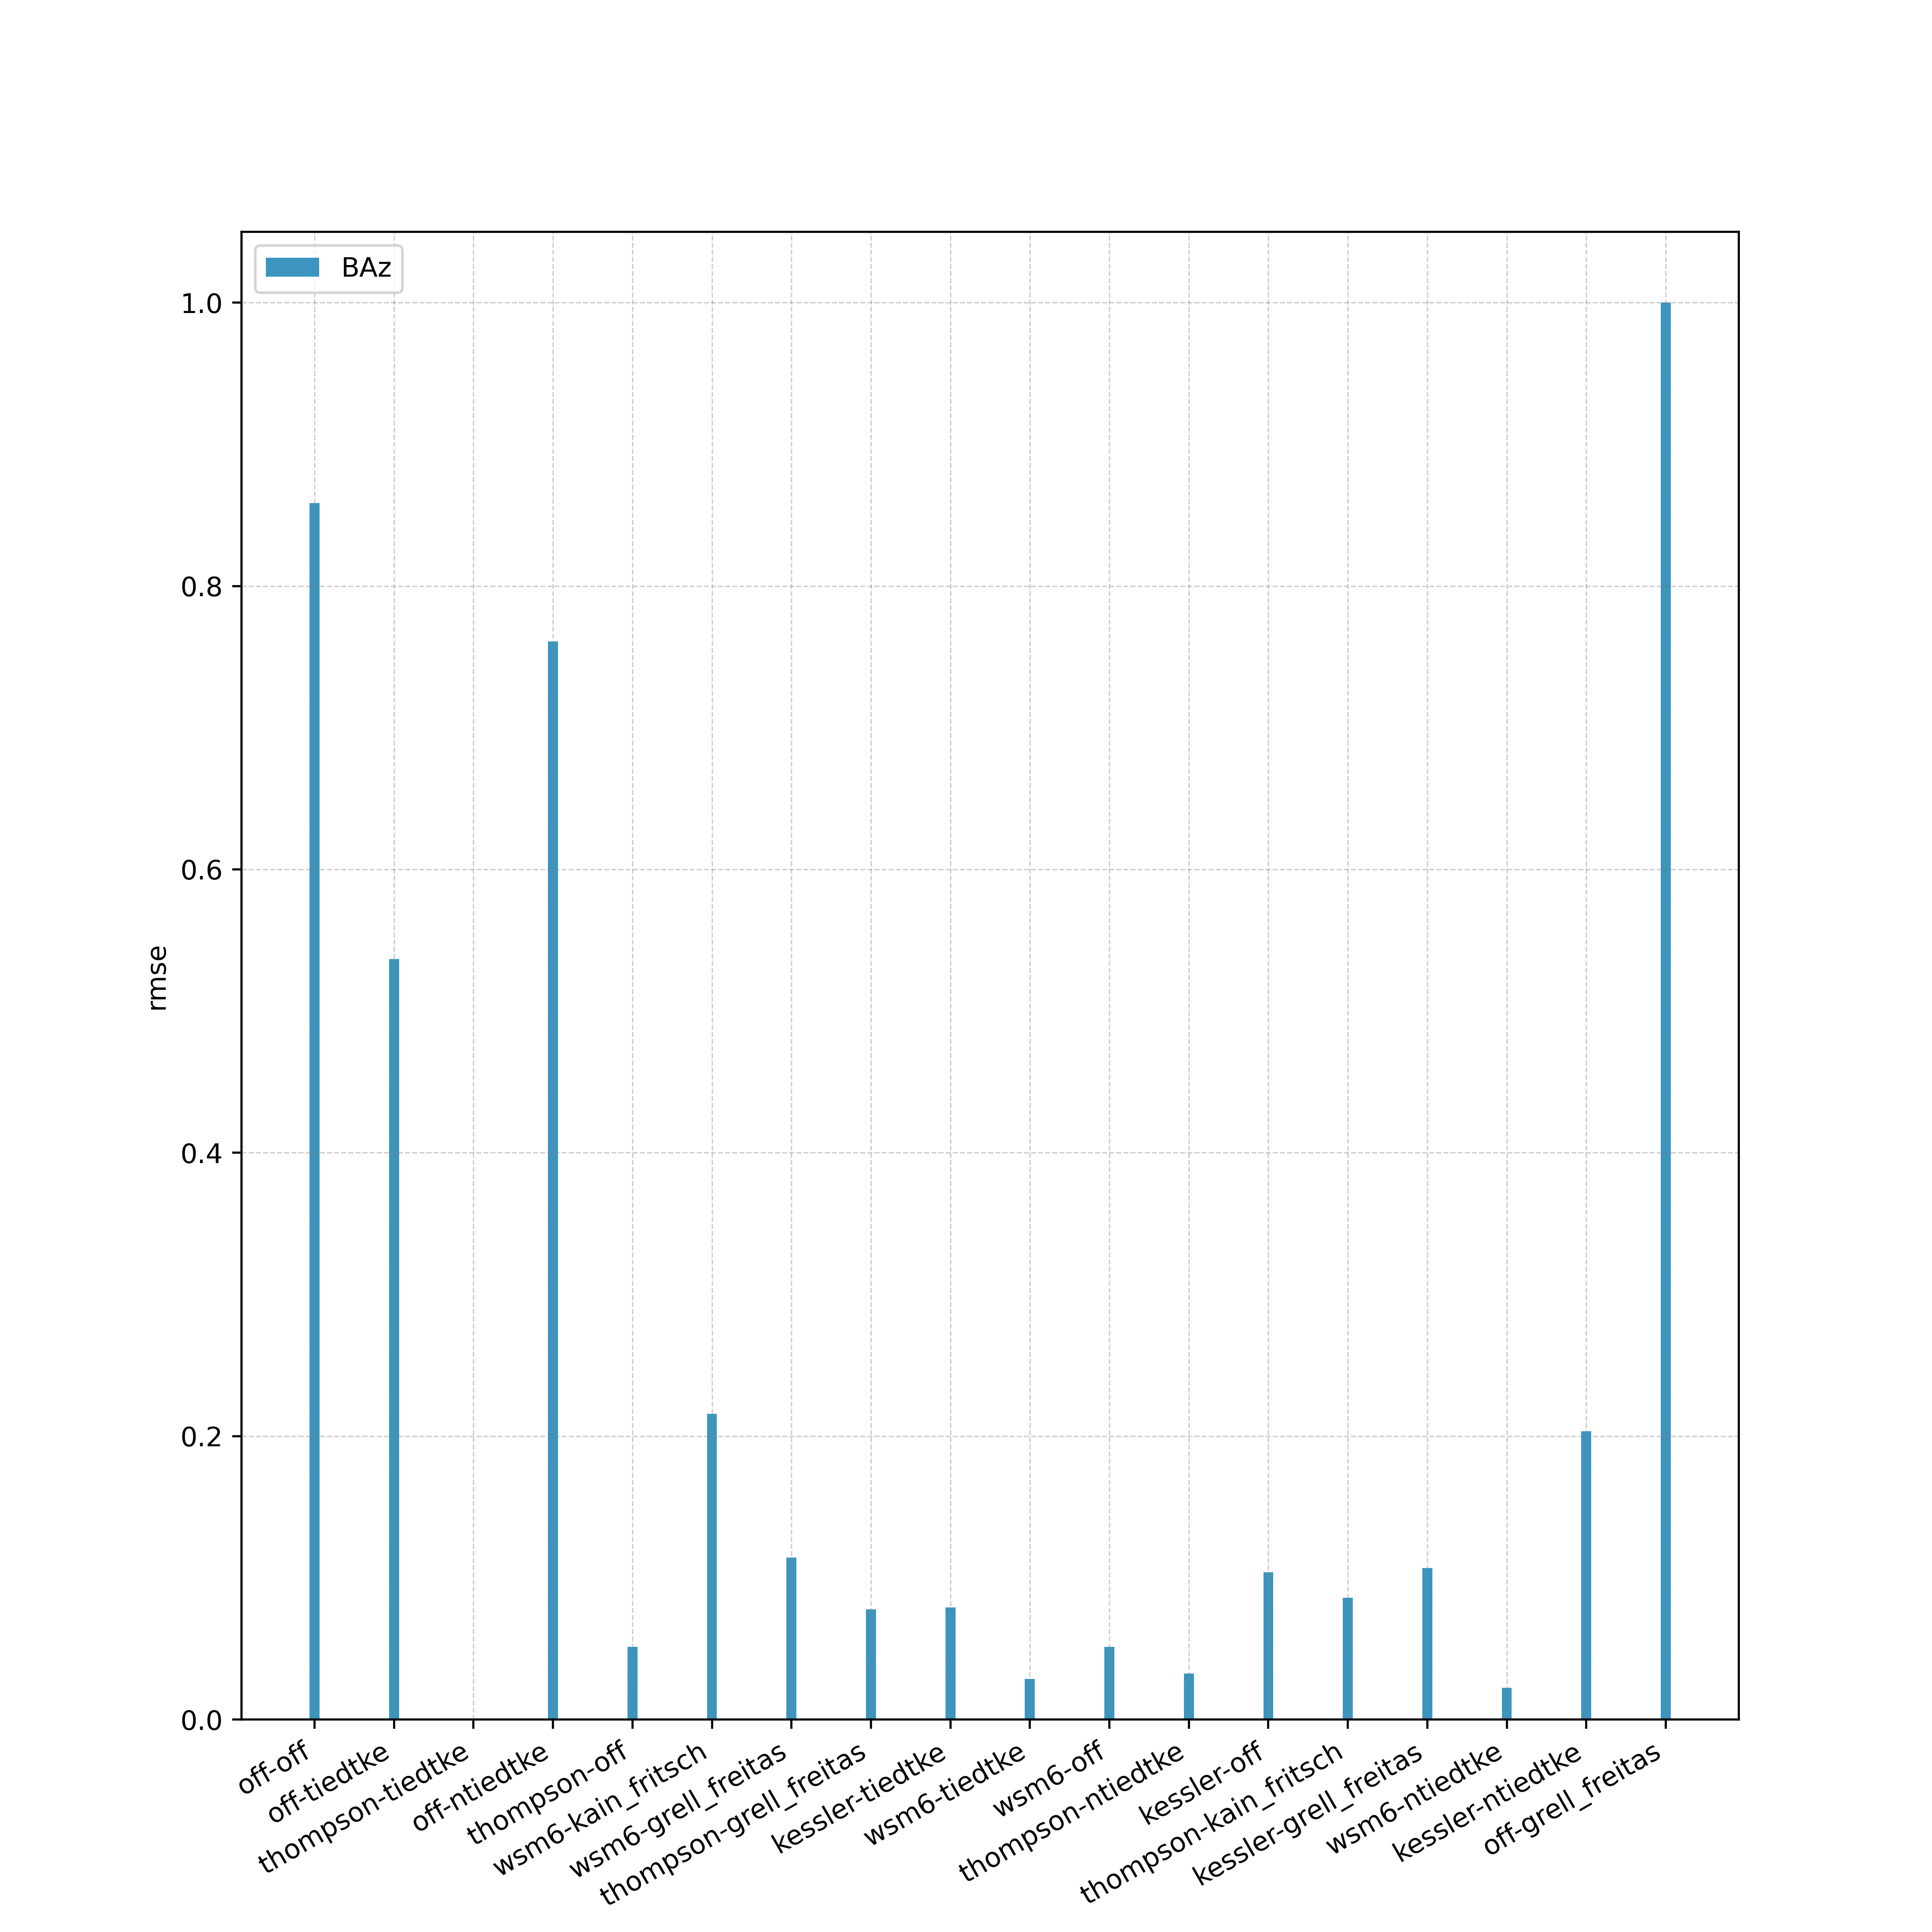 BAz
1.0
0.8
0.6
0.4
0.2
0.0
rmse
off-off
off-tiedtke
thompson-tiedtke
off-ntiedtke
thompson-off
wsm6-kain_fritsch
wsm6-grell_freitas
thompson-grell_freitas
kessler-tiedtke
wsm6-tiedtke
wsm6-off
thompson-ntiedtke
kessler-off
thompson-kain_fritsch
kessler-grell_freitas
wsm6-ntiedtke
kessler-ntiedtke
off-grell_freitas